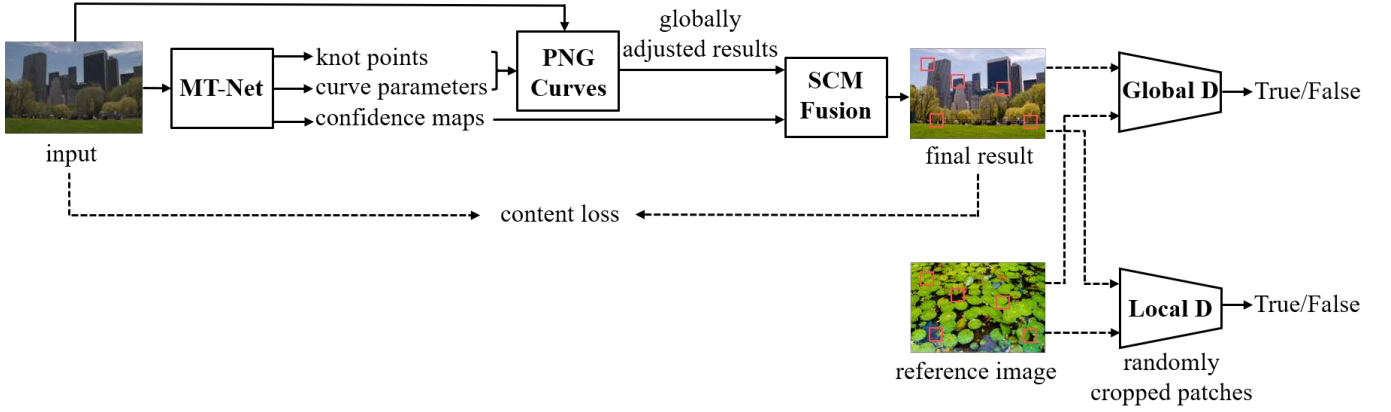 input
MT-Net
knot points
curve parameters
confidence maps
PNG
Curves
globally
adjusted results
SCM
Fusion
final result
Global D
True/False
content loss
reference image
Local D
True/False
randomly
cropped patches